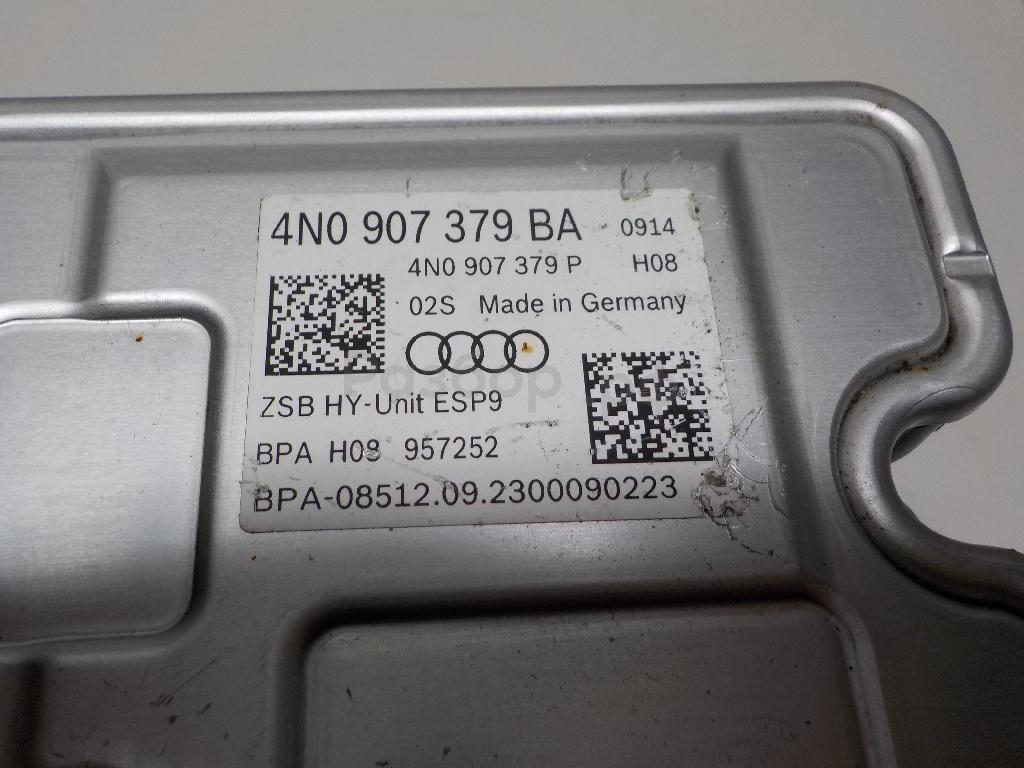 4N0 907 379 BA 0914
4N0 907 379 P H08
02S Made in Germany
Разбор
ZSB HY-Unit ESP9
BPA H08 957252
BPA-08512.09.2300090223